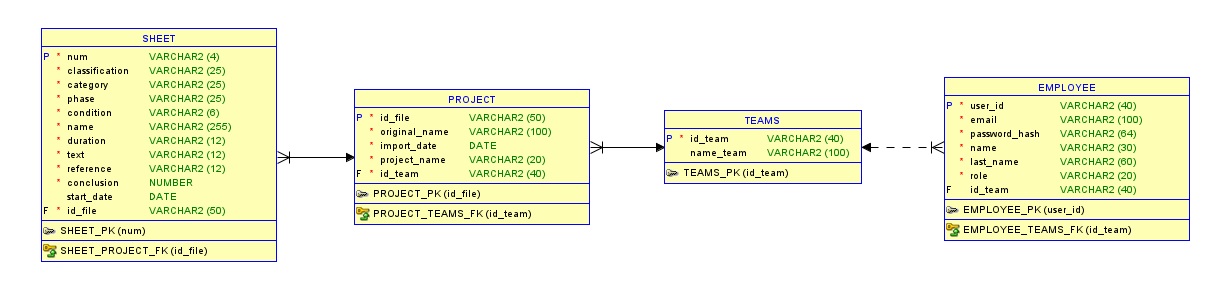 SHEET
P * num VARCHAR2 (4)
* classification VARCHAR2 (25)
* category VARCHAR2 (25)
* phase VARCHAR2 (25)
* condition VARCHAR2 (6)
* name VARCHAR2 (255)
* duration VARCHAR2 (12)
* text VARCHAR2 (12)
* reference VARCHAR2 (12)
* conclusion NUMBER
start_date DATE
F * id_file VARCHAR2 (50)
SHEET_PK (num)
SHEET_PROJECT_FK (id_file)
PROJECT
P * id_file VARCHAR2 (50)
* original_name VARCHAR2 (100)
* import_date DATE
* project_name VARCHAR2 (20)
F * id_team VARCHAR2 (40)
PROJECT_PK (id_file)
PROJECT_TEAMS_FK (id_team)
TEAMS
P * id_team VARCHAR2 (40)
name_team VARCHAR2 (100)
TEAMS_PK (id_team)
EMPLOYEE
P * user_id VARCHAR2 (40)
* email VARCHAR2 (100)
* password_hash VARCHAR2 (64)
* name VARCHAR2 (30)
* last_name VARCHAR2 (60)
* role VARCHAR2 (20)
F id_team VARCHAR2 (40)
EMPLOYEE_PK (user_id)
EMPLOYEE_TEAMS_FK (id_team)